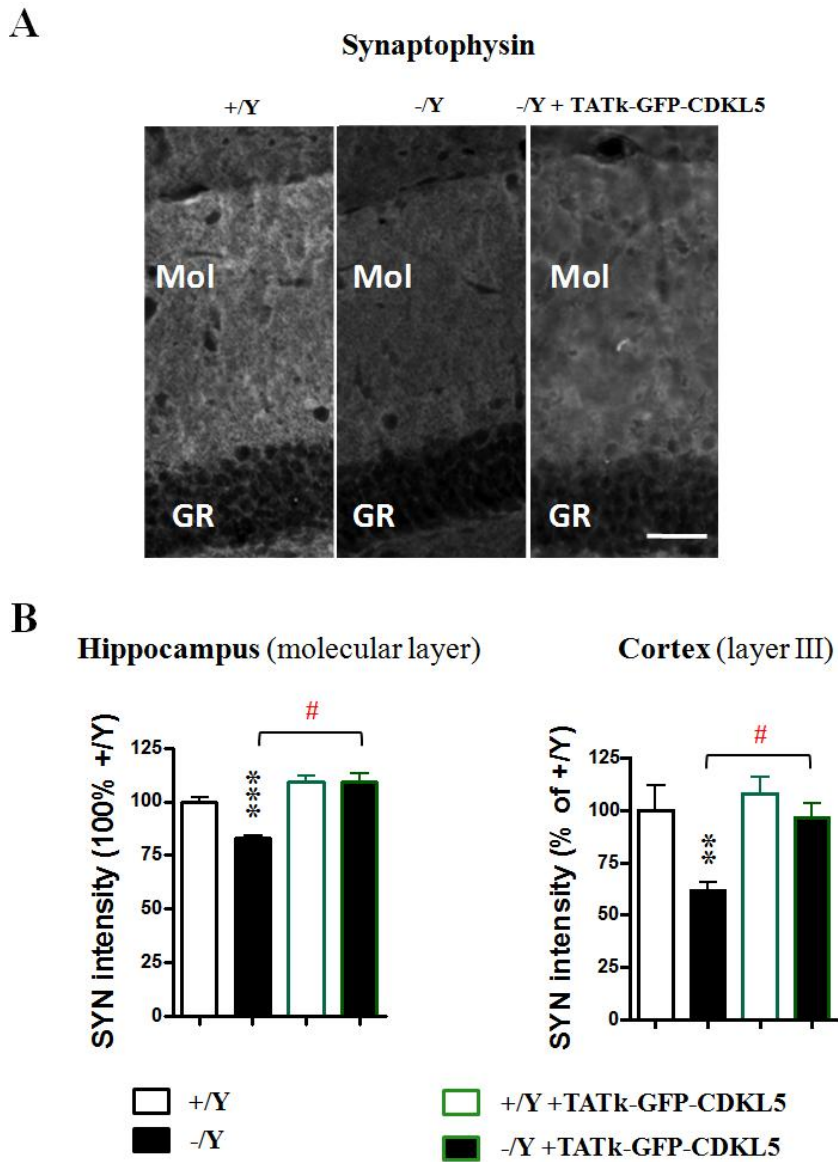 A
Synaptophysin
+/Y -/Y -/Y + TATk-GFP-CDKL5
Mol Mol Mol
GR GR GR
B
Hippocampus (molecular layer)
SYN intensity (100% +/Y)
125
100
75
50
25
0
***
#
Cortex (layer III)
SYN intensity (% of +/Y)
125
100
75
50
25
0
**
#
+/Y
-/Y
+/Y +TATk-GFP-CDKL5
-/Y +TATk-GFP-CDKL5